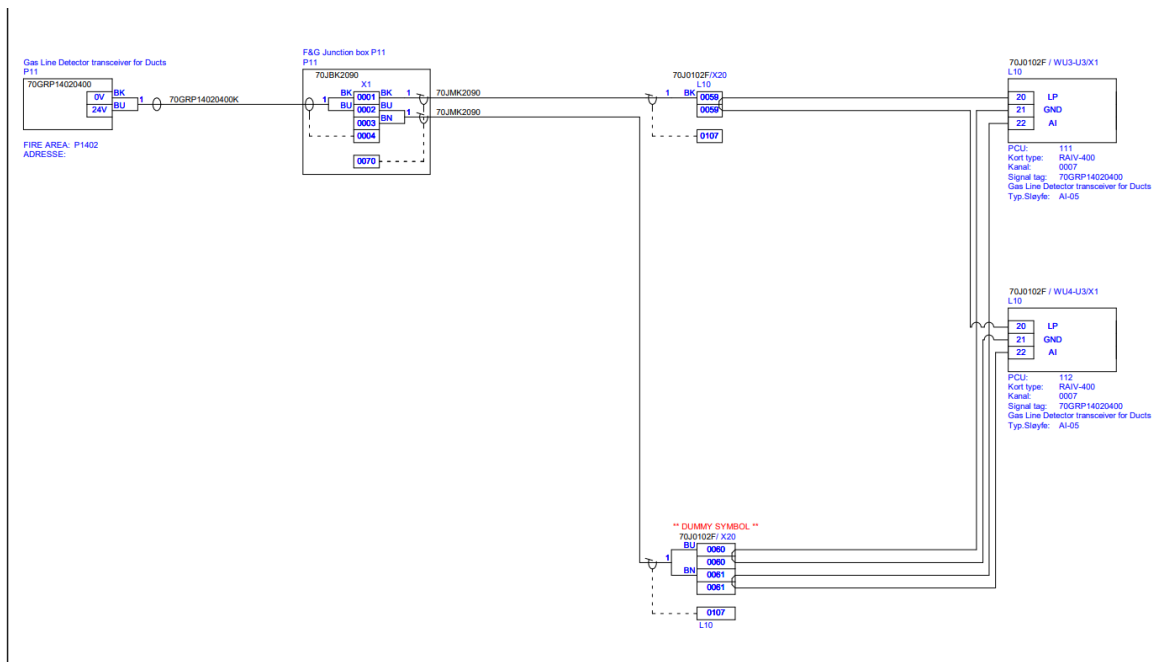 Gas Line Detector transceiver for Ducts
P11
70GRP14020400
0V BK
24V BU
1
70GRP14020400K
FIRE AREA: P1402
ADRESSE:
F&G Junction box P11
P11
70JBK2090
X1
BK 0001 BK 1 70JMK2090
1 BU 0002 BU
0003 BN 1 70JMK2090
0004
0070
70J0102F/X20
L10
1 BK 0059
0059
0107
70J0102F / WU3-U3/X1
L10
20 LP
21 GND
22 AI
PCU: 111
Kort type: RAIV-400
Kanal: 0007
Signal tag: 70GRP14020400
Gas Line Detector transceiver for Ducts
Typ.Sløyfe: AI-05
70J0102F / WU4-U3/X1
L10
20 LP
21 GND
22 AI
PCU: 112
Kort type: RAIV-400
Kanal: 0007
Signal tag: 70GRP14020400
Gas Line Detector transceiver for Ducts
Typ.Sløyfe: AI-05
** DUMMY SYMBOL **
70J0102F/ X20
BU 0060
1 0060
BN 0061
0061
0107
L10